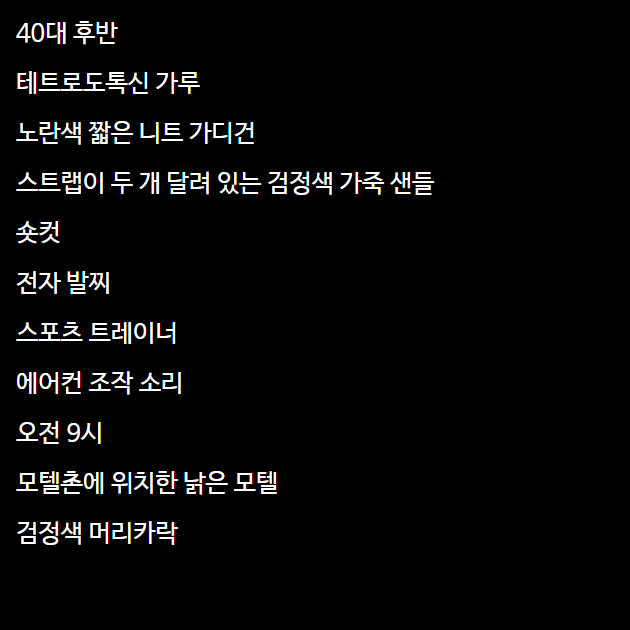 40대 후반
테트로도톡신 가루
노란색 짧은 니트 가디건
스트랩이 두 개 달려 있는 검정색 가죽 샌들
숏컷
전자 발찌
스포츠 트레이너
에어컨 조작 소리
오전 9시
모텔촌에 위치한 낡은 모텔
검정색 머리카락